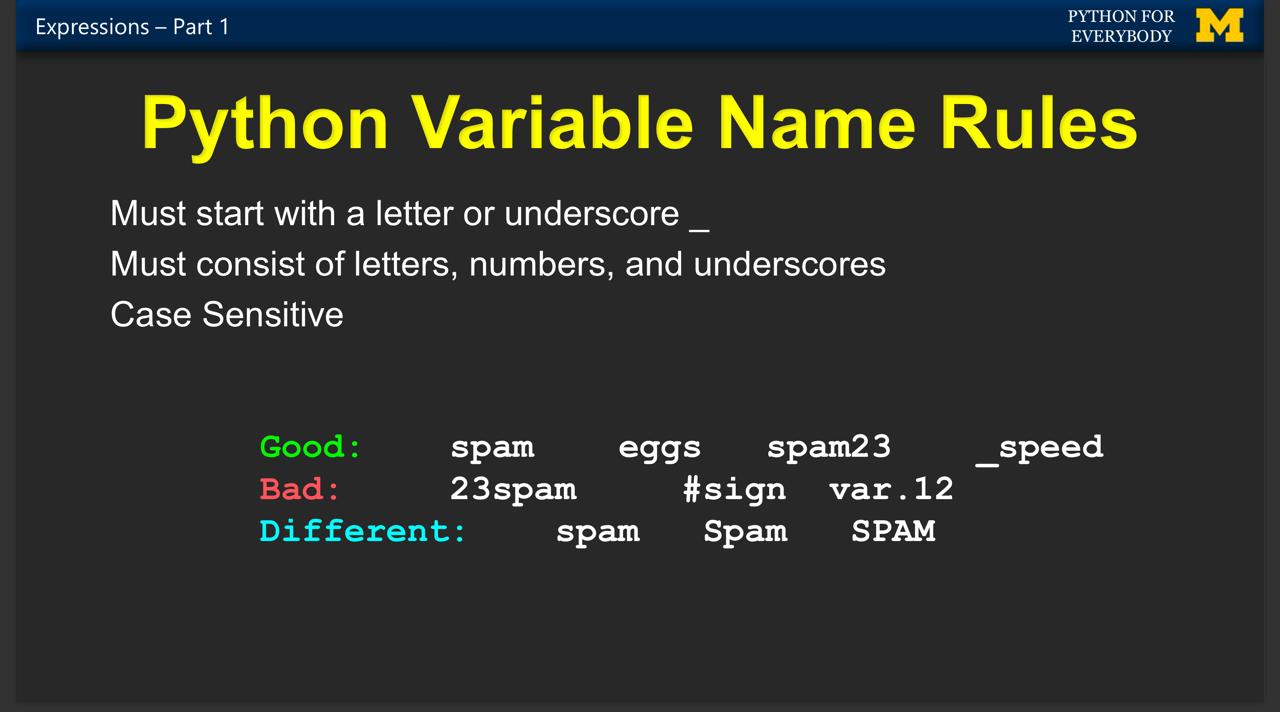 Expressions – Part 1
PYTHON FOR
EVERYBODY
M
Python Variable Name Rules
Must start with a letter or underscore _
Must consist of letters, numbers, and underscores
Case Sensitive
Good: spam eggs spam23 _speed
Bad: 23spam #sign var.12
Different: spam Spam SPAM